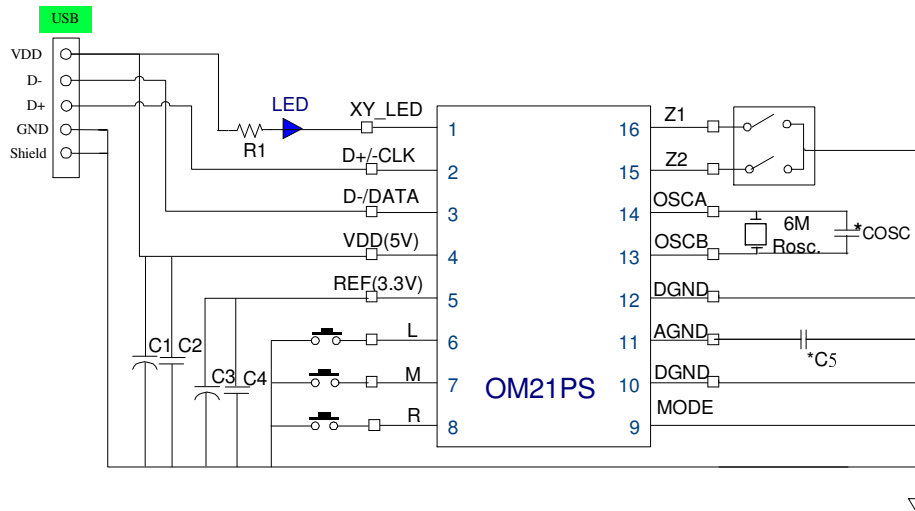 USB
VDD
D-
D+
GND
Shield
LED
R1
XY_LED
D+/-CLK
D-/DATA
VDD(5V)
REF(3.3V)
L
M
R
C1
C2
C3
C4
1
2
3
4
5
6
7
8
OM21PS
16
15
14
13
12
11
10
9
Z1
Z2
OSCA
OSCB
DGND
AGND
DGND
MODE
6M
Rosc.
*COSC
*C5